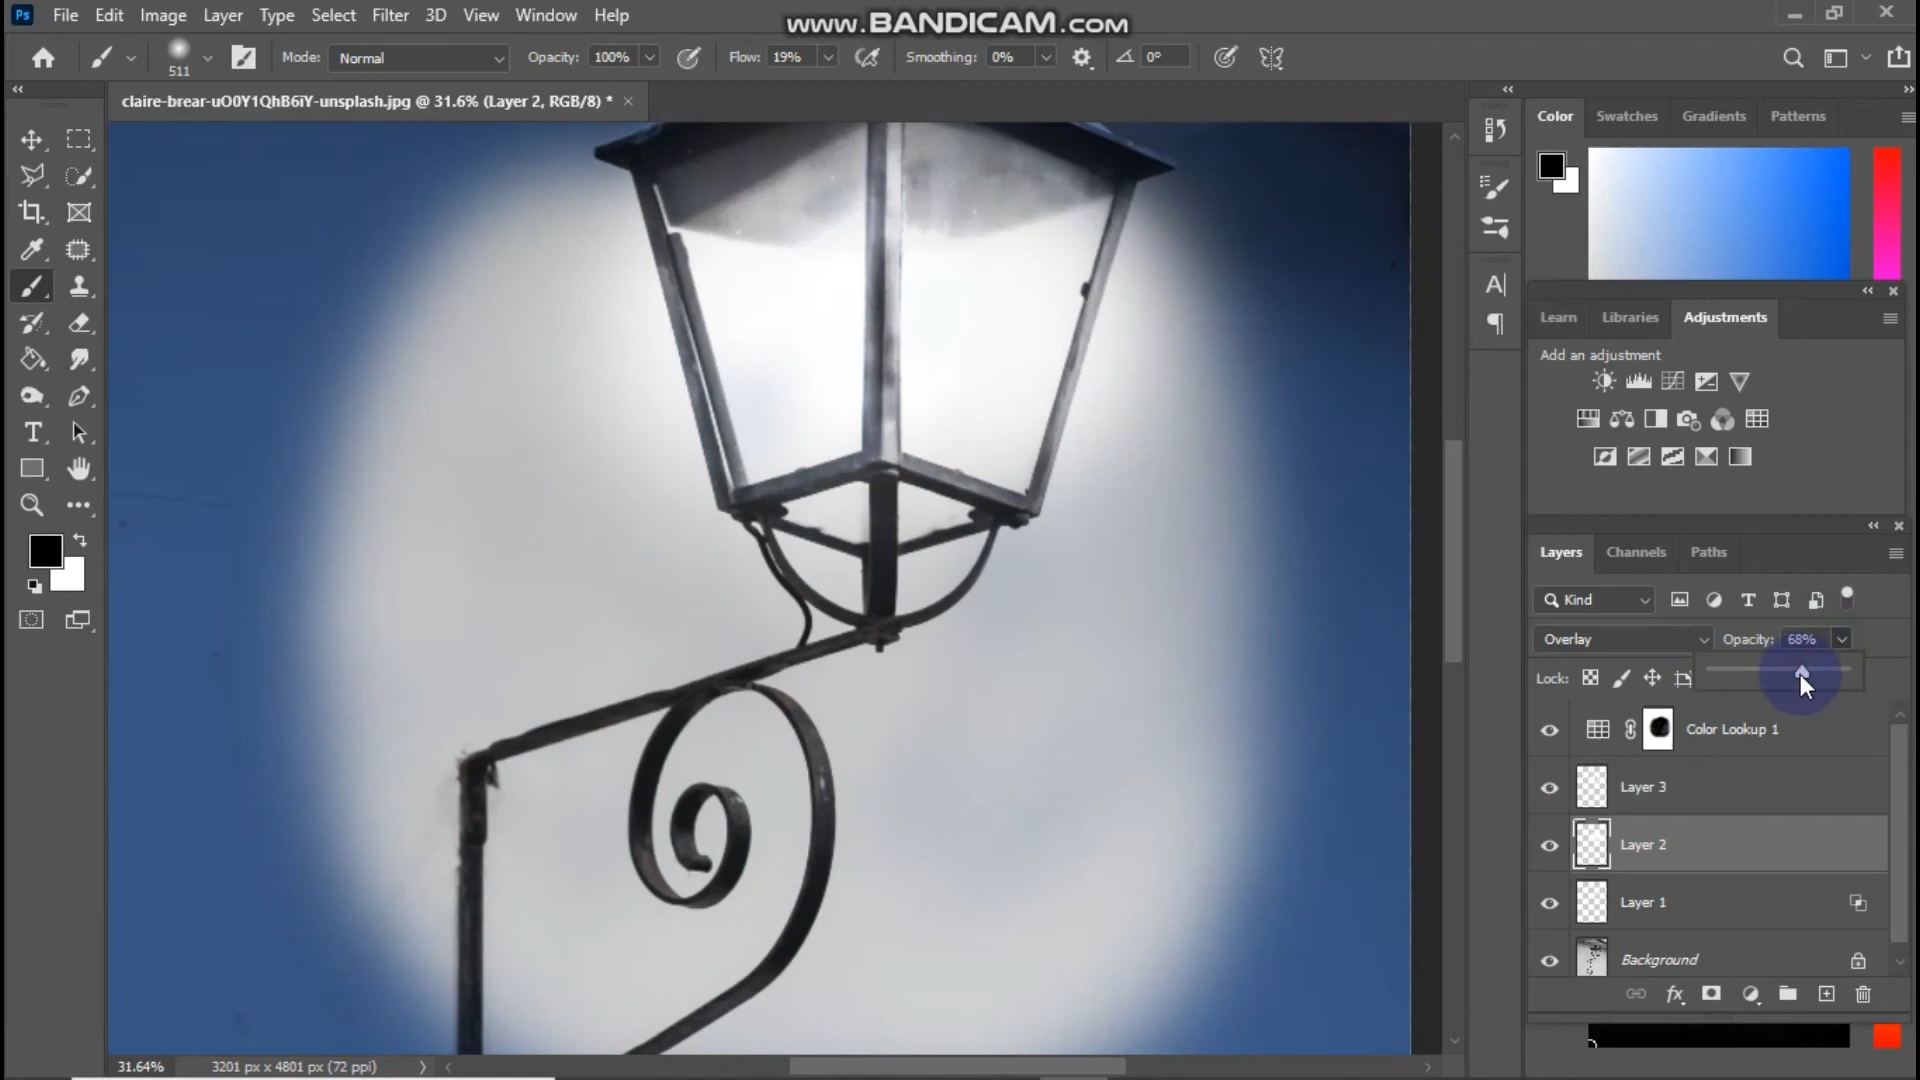 Ps File Edit Image Layer Type Select Filter 3D View Window Help
www.BANDICAM.com
511 Mode: Normal Opacity: 100% Flow: 19% Smoothing: 0% 0°
claire-brear-uO0Y1QhB6iY-unsplash.jpg @ 31.6% (Layer 2, RGB/8) *
Color Swatches Gradients Patterns
Learn Libraries Adjustments
Add an adjustment
Layers Channels Paths
Kind
Overlay Opacity: 68%
Lock:
Color Lookup 1
Layer 3
Layer 2
Layer 1
Background
31.64% 3201 px x 4801 px (72 ppi)